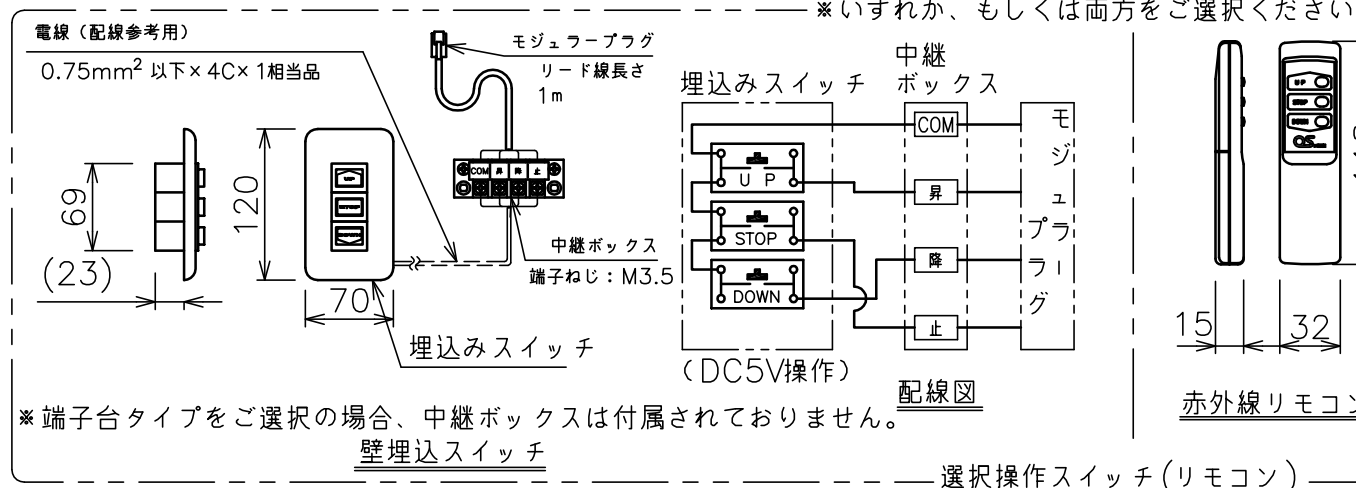 ※いずれか、もしくは両方をご選択ください
電線（配線参考用）
0.75mm² 以下×4C×1相当品
モジュラープラグ
リード線長さ
1m
COM 昇 降 止
中継ボックス
端子ねじ：M3.5
69
(23)
120
70
UP
埋込みスイッチ
埋込みスイッチ
中継
ボックス
UP
STOP
DOWN
COM
昇
降
止
モジュラープラグ
(DC5V操作)
配線図
UP
STOP
DOWN
OS
15
32
赤外線リモコン
※端子台タイプをご選択の場合、中継ボックスは付属されておりません。
壁埋込スイッチ
選択操作スイッチ(リモコン)